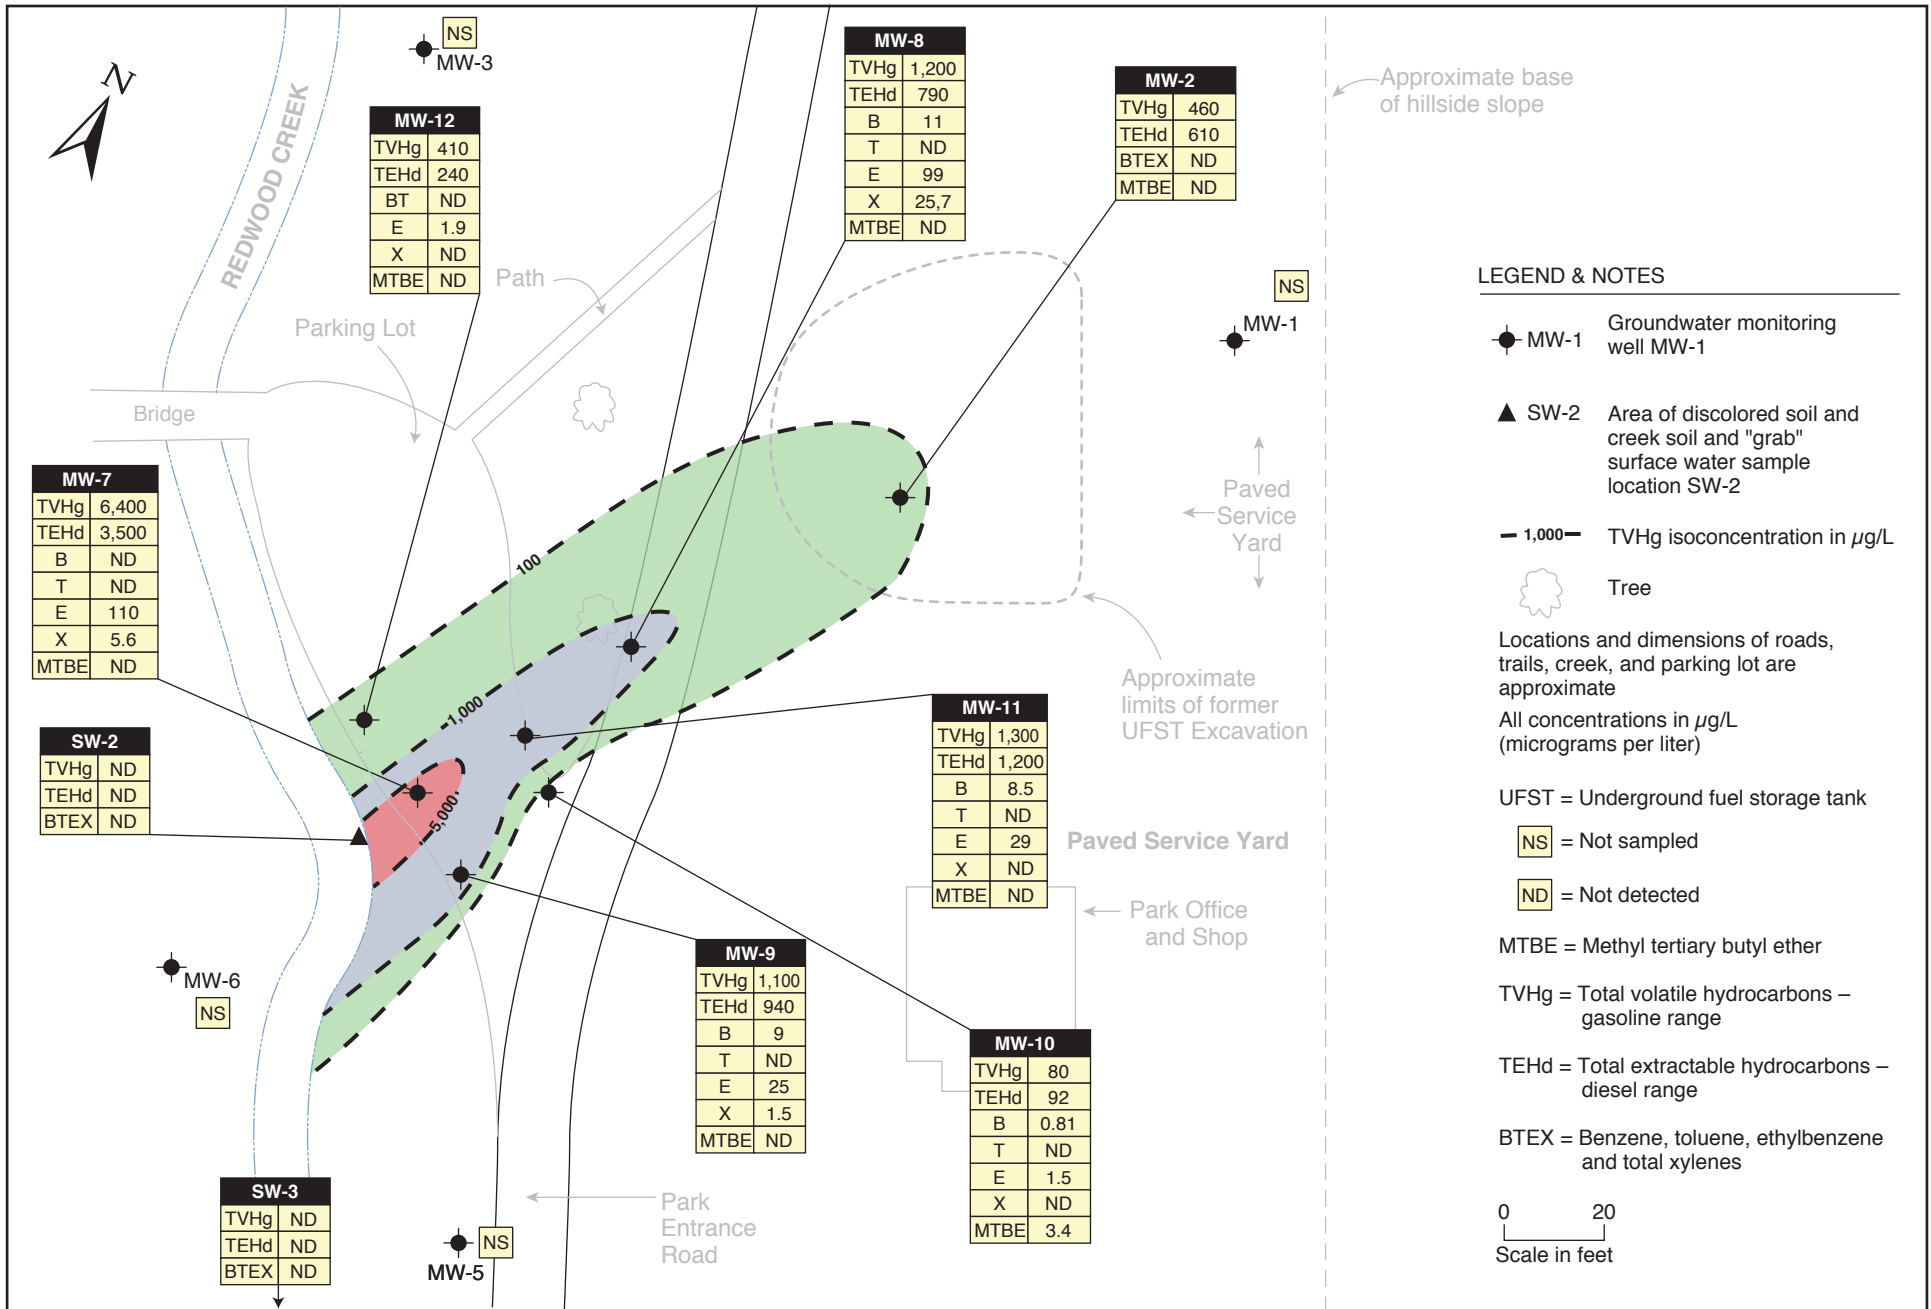 N
REDWOOD CREEK
NS
MW-3
MW-12
TVHg 410
TEHd 240
BT ND
E 1.9
X ND
MTBE ND
MW-8
TVHg 1,200
TEHd 790
B 11
T ND
E 99
X 25,7
MTBE ND
MW-2
TVHg 460
TEHd 610
BTEX ND
MTBE ND
Approximate base
of hillside slope
Path
Parking Lot
Bridge
NS
MW-1
MW-7
TVHg 6,400
TEHd 3,500
B ND
T ND
E 110
X 5.6
MTBE ND
100
1,000
5,000
Paved
Service
Yard
Approximate
limits of former
UFST Excavation
SW-2
TVHg ND
TEHd ND
BTEX ND
MW-11
TVHg 1,300
TEHd 1,200
B 8.5
T ND
E 29
X ND
MTBE ND
Paved Service Yard
Park Office
and Shop
MW-6
NS
MW-9
TVHg 1,100
TEHd 940
B 9
T ND
E 25
X 1.5
MTBE ND
MW-10
TVHg 80
TEHd 92
B 0.81
T ND
E 1.5
X ND
MTBE 3.4
SW-3
TVHg ND
TEHd ND
BTEX ND
NS
MW-5
Park
Entrance
Road
LEGEND & NOTES
MW-1 Groundwater monitoring
well MW-1
SW-2 Area of discolored soil and
creek soil and "grab"
surface water sample
location SW-2
1,000 TVHg isoconcentration in µg/L
Tree
Locations and dimensions of roads,
trails, creek, and parking lot are
approximate
All concentrations in µg/L
(micrograms per liter)
UFST = Underground fuel storage tank
NS = Not sampled
ND = Not detected
MTBE = Methyl tertiary butyl ether
TVHg = Total volatile hydrocarbons –
gasoline range
TEHd = Total extractable hydrocarbons –
diesel range
BTEX = Benzene, toluene, ethylbenzene
and total xylenes
0 20
Scale in feet